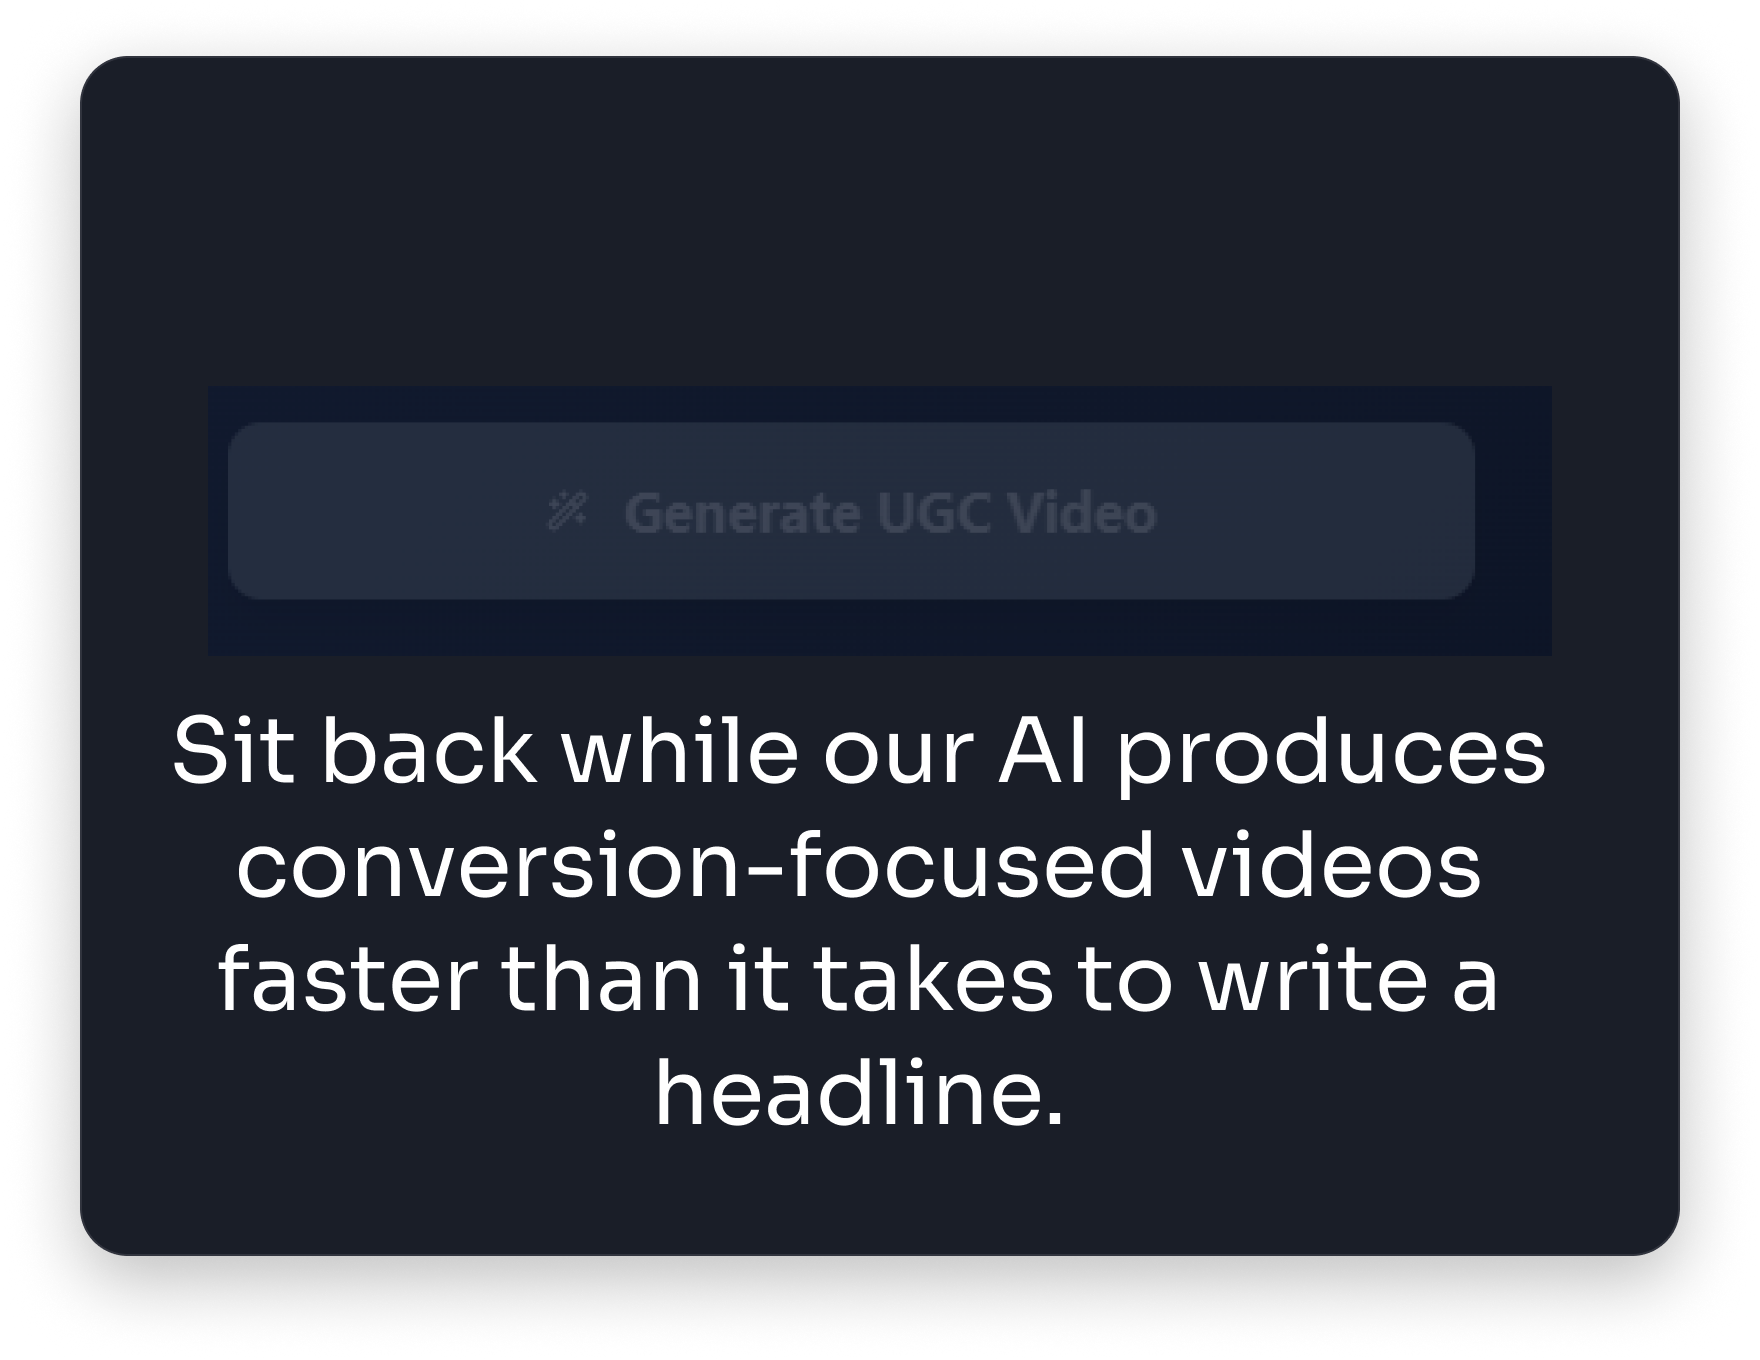 Generate UGC Video
Sit back while our AI produces
conversion-focused videos
faster than it takes to write a
headline.